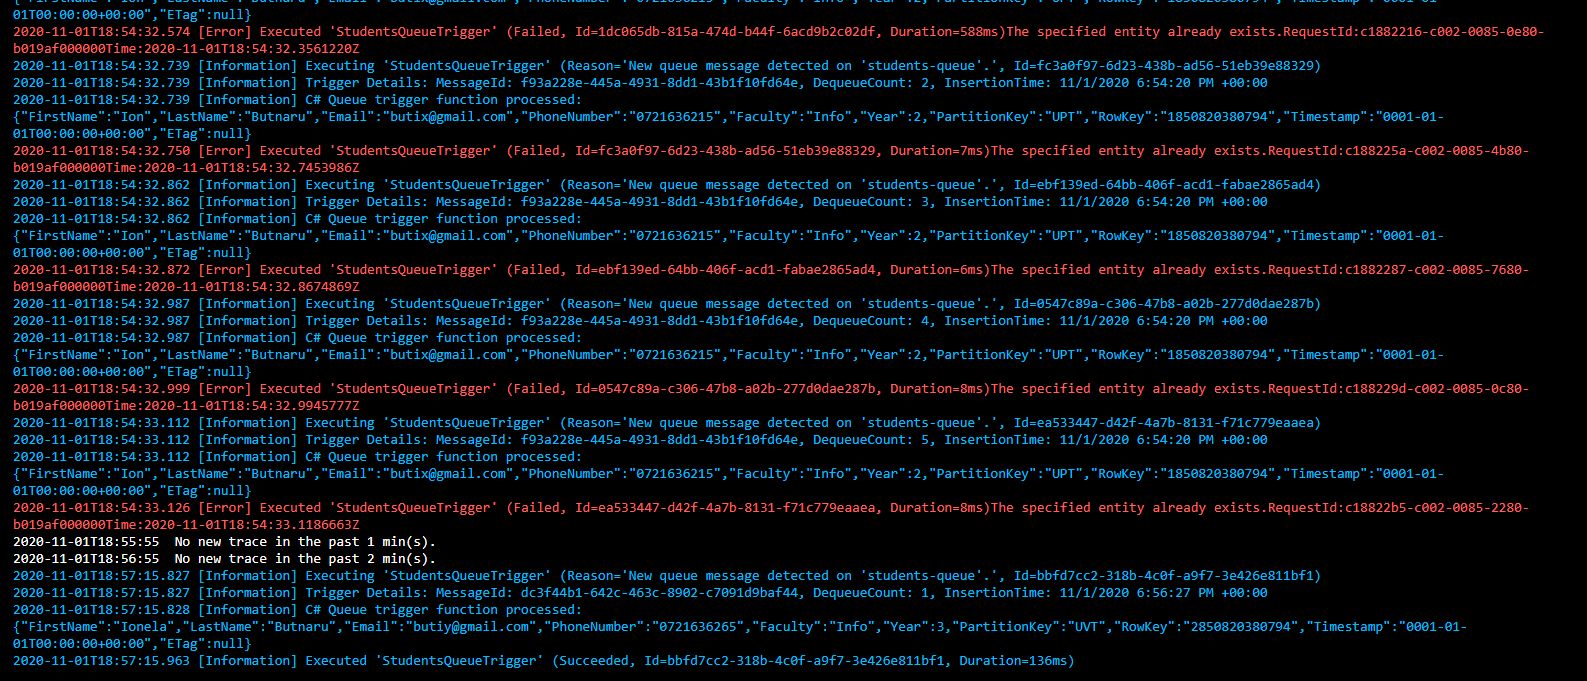 {"FirstName":"Ion","LastName":"Butnaru","Email":"butix@gmail.com","PhoneNumber":"0721636215","Faculty":"Info","Year":2,"PartitionKey":"UPT","RowKey":"1850820380794","Timestamp":"0001-01-
01T00:00:00+00:00","ETag":null}
2020-11-01T18:54:32.574 [Error] Executed 'StudentsQueueTrigger' (Failed, Id=1dc065db-815a-474d-b44f-6acd9b2c02df, Duration=588ms)The specified entity already exists.RequestId:c1882216-c002-0085-0e80-
b019af000000Time:2020-11-01T18:54:32.3561220Z
2020-11-01T18:54:32.739 [Information] Executing 'StudentsQueueTrigger' (Reason='New queue message detected on 'students-queue'.', Id=fc3a0f97-6d23-438b-ad56-51eb39e88329)
2020-11-01T18:54:32.739 [Information] Trigger Details: MessageId: f93a228e-445a-4931-8dd1-43b1f10fd64e, DequeueCount: 2, InsertionTime: 11/1/2020 6:54:20 PM +00:00
2020-11-01T18:54:32.739 [Information] C# Queue trigger function processed:
{"FirstName":"Ion","LastName":"Butnaru","Email":"butix@gmail.com","PhoneNumber":"0721636215","Faculty":"Info","Year":2,"PartitionKey":"UPT","RowKey":"1850820380794","Timestamp":"0001-01-
01T00:00:00+00:00","ETag":null}
2020-11-01T18:54:32.750 [Error] Executed 'StudentsQueueTrigger' (Failed, Id=fc3a0f97-6d23-438b-ad56-51eb39e88329, Duration=7ms)The specified entity already exists.RequestId:c188225a-c002-0085-4b80-
b019af000000Time:2020-11-01T18:54:32.7453986Z
2020-11-01T18:54:32.862 [Information] Executing 'StudentsQueueTrigger' (Reason='New queue message detected on 'students-queue'.', Id=ebf139ed-64bb-406f-acd1-fabae2865ad4)
2020-11-01T18:54:32.862 [Information] Trigger Details: MessageId: f93a228e-445a-4931-8dd1-43b1f10fd64e, DequeueCount: 3, InsertionTime: 11/1/2020 6:54:20 PM +00:00
2020-11-01T18:54:32.862 [Information] C# Queue trigger function processed:
{"FirstName":"Ion","LastName":"Butnaru","Email":"butix@gmail.com","PhoneNumber":"0721636215","Faculty":"Info","Year":2,"PartitionKey":"UPT","RowKey":"1850820380794","Timestamp":"0001-01-
01T00:00:00+00:00","ETag":null}
2020-11-01T18:54:32.872 [Error] Executed 'StudentsQueueTrigger' (Failed, Id=ebf139ed-64bb-406f-acd1-fabae2865ad4, Duration=6ms)The specified entity already exists.RequestId:c1882287-c002-0085-7680-
b019af000000Time:2020-11-01T18:54:32.8674869Z
2020-11-01T18:54:32.987 [Information] Executing 'StudentsQueueTrigger' (Reason='New queue message detected on 'students-queue'.', Id=0547c89a-c306-47b8-a02b-277d0dae287b)
2020-11-01T18:54:32.987 [Information] Trigger Details: MessageId: f93a228e-445a-4931-8dd1-43b1f10fd64e, DequeueCount: 4, InsertionTime: 11/1/2020 6:54:20 PM +00:00
2020-11-01T18:54:32.987 [Information] C# Queue trigger function processed:
{"FirstName":"Ion","LastName":"Butnaru","Email":"butix@gmail.com","PhoneNumber":"0721636215","Faculty":"Info","Year":2,"PartitionKey":"UPT","RowKey":"1850820380794","Timestamp":"0001-01-
01T00:00:00+00:00","ETag":null}
2020-11-01T18:54:32.999 [Error] Executed 'StudentsQueueTrigger' (Failed, Id=0547c89a-c306-47b8-a02b-277d0dae287b, Duration=8ms)The specified entity already exists.RequestId:c188229d-c002-0085-0c80-
b019af000000Time:2020-11-01T18:54:32.9945777Z
2020-11-01T18:54:33.112 [Information] Executing 'StudentsQueueTrigger' (Reason='New queue message detected on 'students-queue'.', Id=ea533447-d42f-4a7b-8131-f71c779eaaea)
2020-11-01T18:54:33.112 [Information] Trigger Details: MessageId: f93a228e-445a-4931-8dd1-43b1f10fd64e, DequeueCount: 5, InsertionTime: 11/1/2020 6:54:20 PM +00:00
2020-11-01T18:54:33.112 [Information] C# Queue trigger function processed:
{"FirstName":"Ion","LastName":"Butnaru","Email":"butix@gmail.com","PhoneNumber":"0721636215","Faculty":"Info","Year":2,"PartitionKey":"UPT","RowKey":"1850820380794","Timestamp":"0001-01-
01T00:00:00+00:00","ETag":null}
2020-11-01T18:54:33.126 [Error] Executed 'StudentsQueueTrigger' (Failed, Id=ea533447-d42f-4a7b-8131-f71c779eaaea, Duration=8ms)The specified entity already exists.RequestId:c18822b5-c002-0085-2280-
b019af000000Time:2020-11-01T18:54:33.1186663Z
2020-11-01T18:55:55  No new trace in the past 1 min(s).
2020-11-01T18:56:55  No new trace in the past 2 min(s).
2020-11-01T18:57:15.827 [Information] Executing 'StudentsQueueTrigger' (Reason='New queue message detected on 'students-queue'.', Id=bbfd7cc2-318b-4c0f-a9f7-3e426e811bf1)
2020-11-01T18:57:15.827 [Information] Trigger Details: MessageId: dc3f44b1-642c-463c-8902-c7091d9baf44, DequeueCount: 1, InsertionTime: 11/1/2020 6:56:27 PM +00:00
2020-11-01T18:57:15.828 [Information] C# Queue trigger function processed:
{"FirstName":"Ionela","LastName":"Butnaru","Email":"butiy@gmail.com","PhoneNumber":"0721636265","Faculty":"Info","Year":3,"PartitionKey":"UVT","RowKey":"2850820380794","Timestamp":"0001-01-
01T00:00:00+00:00","ETag":null}
2020-11-01T18:57:15.963 [Information] Executed 'StudentsQueueTrigger' (Succeeded, Id=bbfd7cc2-318b-4c0f-a9f7-3e426e811bf1, Duration=136ms)